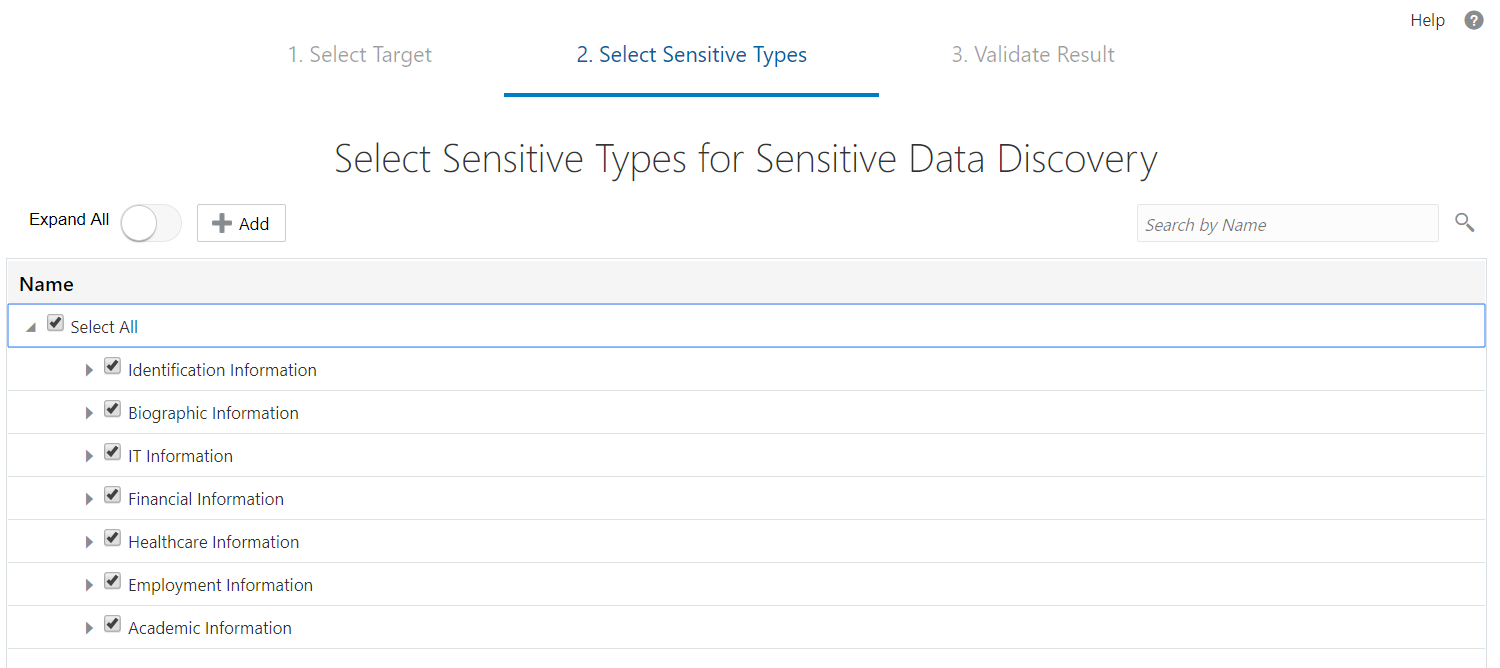 Help
1. Select Target 2. Select Sensitive Types 3. Validate Result
Select Sensitive Types for Sensitive Data Discovery
Expand All Add Search by Name
Name
Select All
Identification Information
Biographic Information
IT Information
Financial Information
Healthcare Information
Employment Information
Academic Information